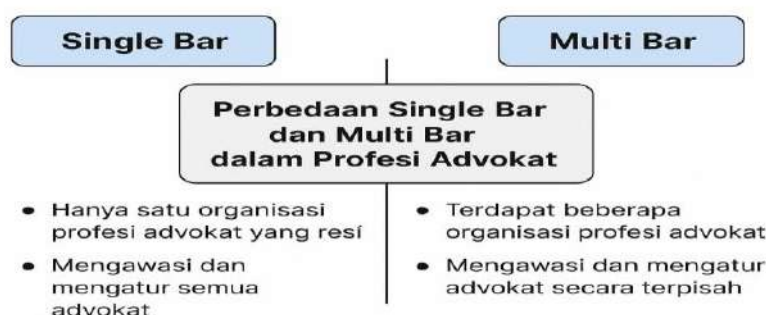 Single Bar
Multi Bar
Perbedaan Single Bar
dan Multi Bar
dalam Profesi Advokat
• Hanya satu organisasi
profesi advokat yang resí
• Mengawasi dan
mengatur semua
advokat
• Terdapat beberapa
organisasi profesi advokat
• Mengawasi dan mengatur
advokat secara terpisah